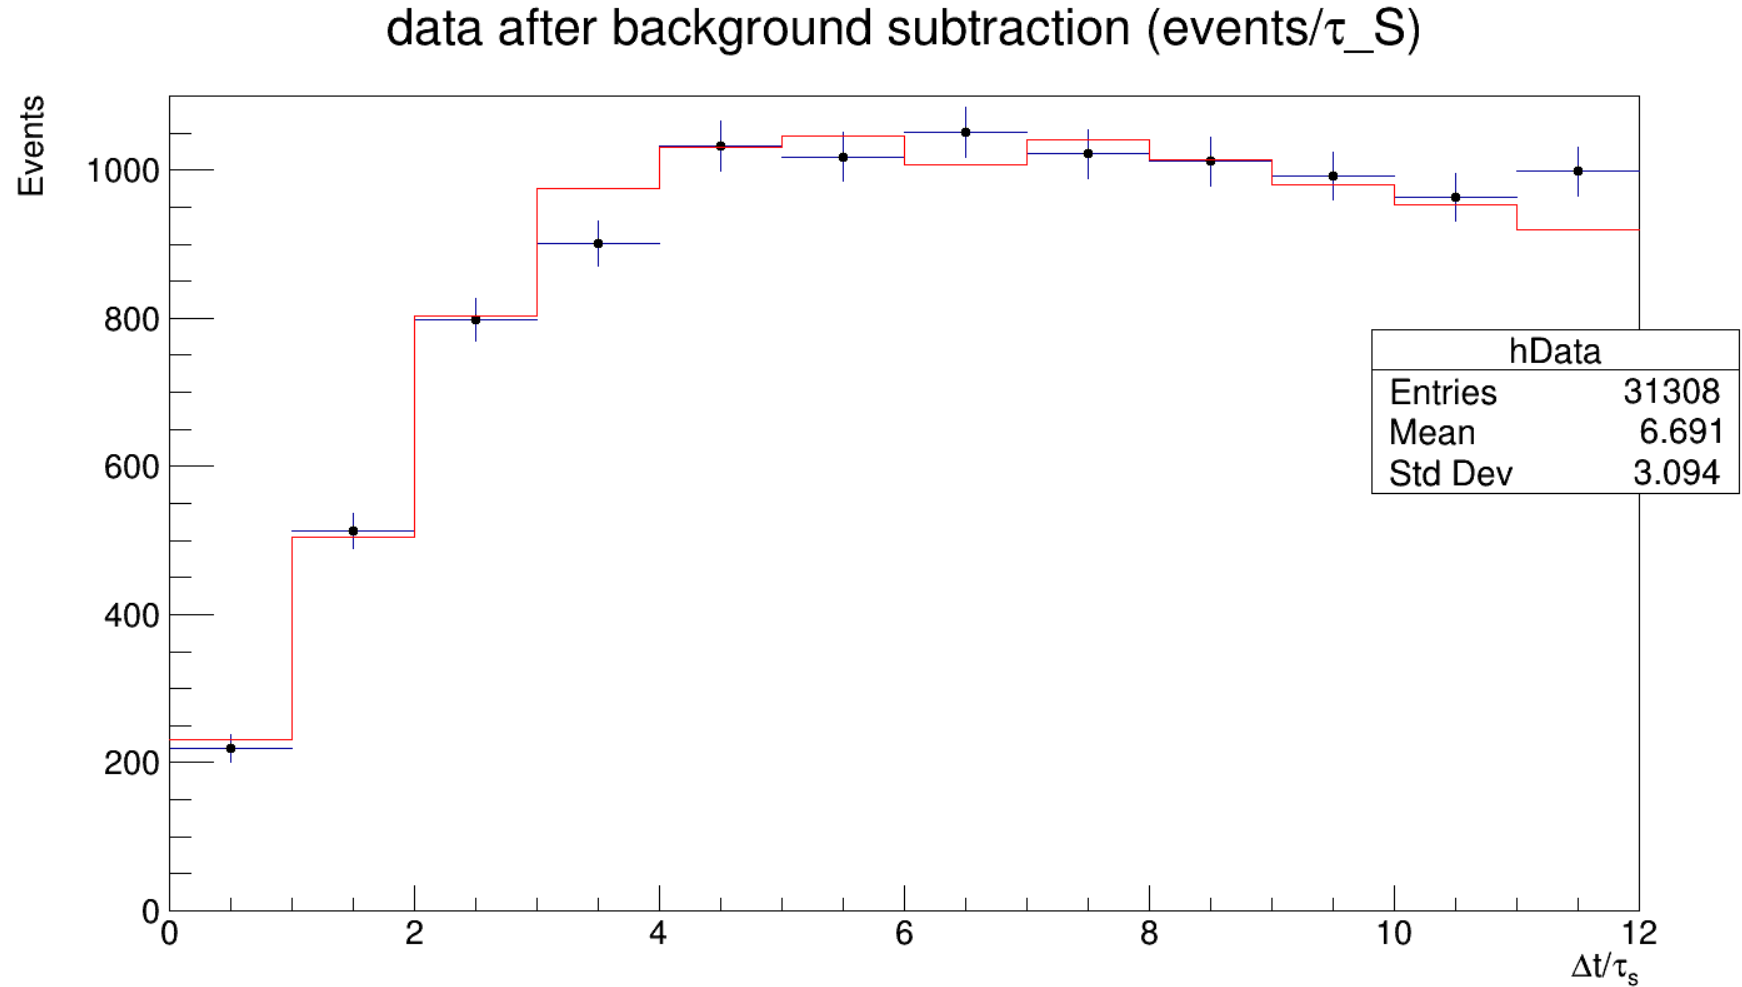 data after background subtraction (events/τ_S)
Events
1000
800
600
400
200
0
hData
Entries 31308
Mean 6.691
Std Dev 3.094
0 2 4 6 8 10 12
Δt/τs